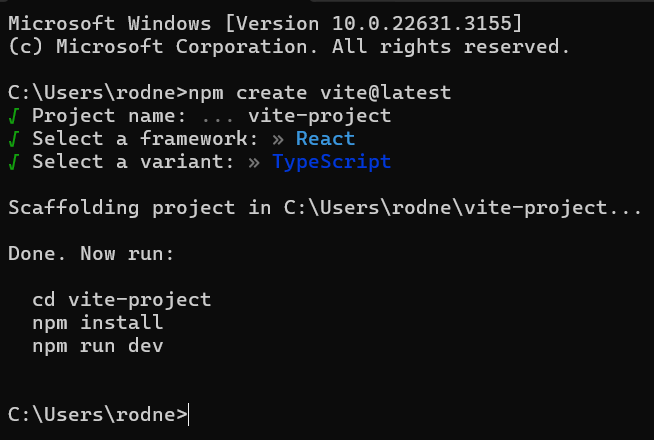 Microsoft Windows [Version 10.0.22631.3155]
(c) Microsoft Corporation. All rights reserved.
C:\Users\rodne>npm create vite@latest
√ Project name: ... vite-project
√ Select a framework: » React
√ Select a variant: » TypeScript
Scaffolding project in C:\Users\rodne\vite-project...
Done. Now run:
cd vite-project
npm install
npm run dev
C:\Users\rodne>